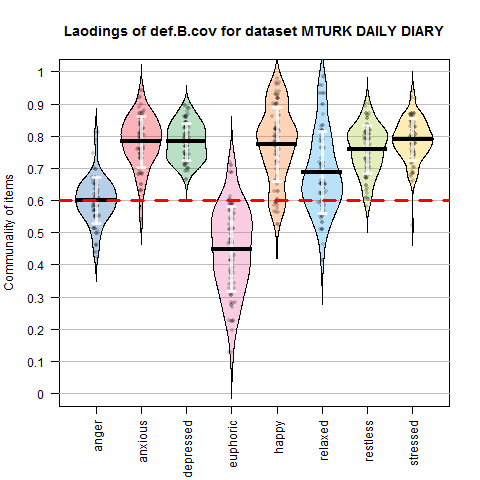 Laodings of def.B.cov for dataset MTURK DAILY DIARY
Communality of items
1
0.9
0.8
0.7
0.6
0.5
0.4
0.3
0.2
0.1
0
anger
anxious
depressed
euphoric
happy
relaxed
restless
stressed